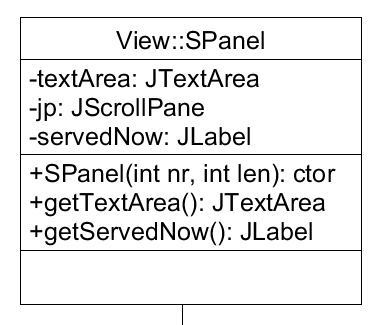 View::SPanel
-textArea: JTextArea
-jp: JScrollPane
-servedNow: JLabel
+SPanel(int nr, int len): ctor
+getTextArea(): JTextArea
+getServedNow(): JLabel